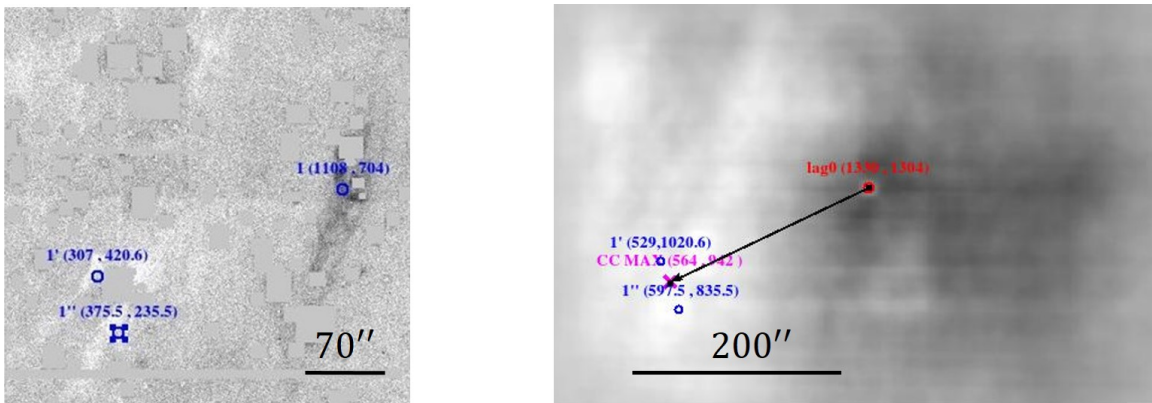 1 (1108 , 704)
1' (307 , 420.6)
1'' (375.5 , 235.5)
70′′
lag0 (1330 , 1304)
1' (529,1020.6)
CC MAX (564 , 942 )
1'' (597.5 , 835.5)
200′′